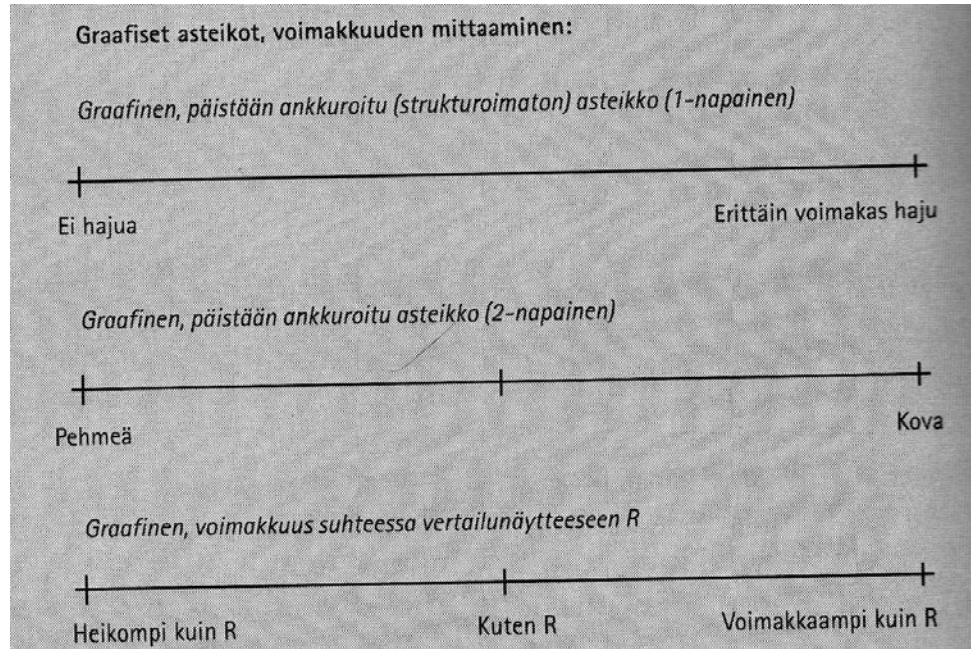 Graafiset asteikot, voimakkuuden mittaaminen:
Graafinen, päistään ankkuroitu (strukturoimaton) asteikko (1-napainen)
Ei hajua
Erittäin voimakas haju
Graafinen, päistään ankkuroitu asteikko (2-napainen)
Pehmeä
Kova
Graafinen, voimakkuus suhteessa vertailunäytteeseen R
Heikompi kuin R
Kuten R
Voimakkaampi kuin R